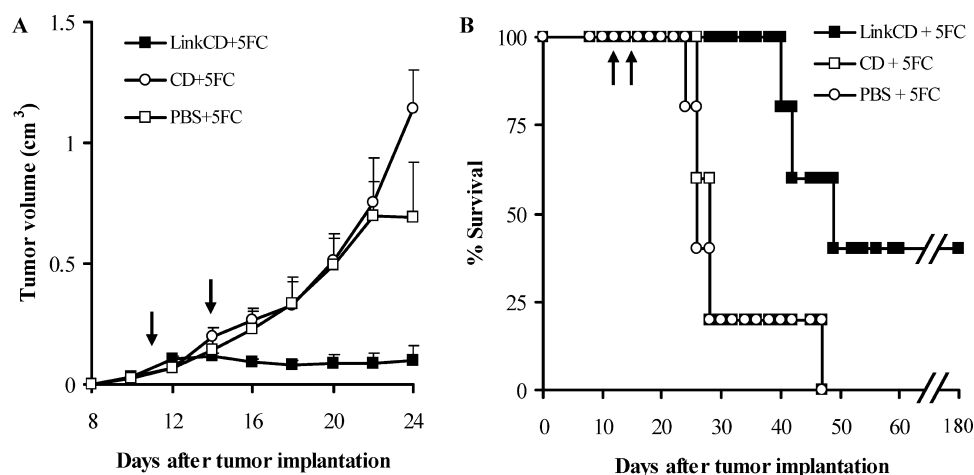 A
Tumor volume (cm 3)
1.5
1
0.5
0
LinkCD+5FC
CD+5FC
PBS+5FC
8 12 16 20 24
Days after tumor implantation
B
% Survival
100
75
50
25
0
LinkCD + 5FC
CD + 5FC
PBS + 5FC
0 10 20 30 40 50 60 180
Days after tumor implantation